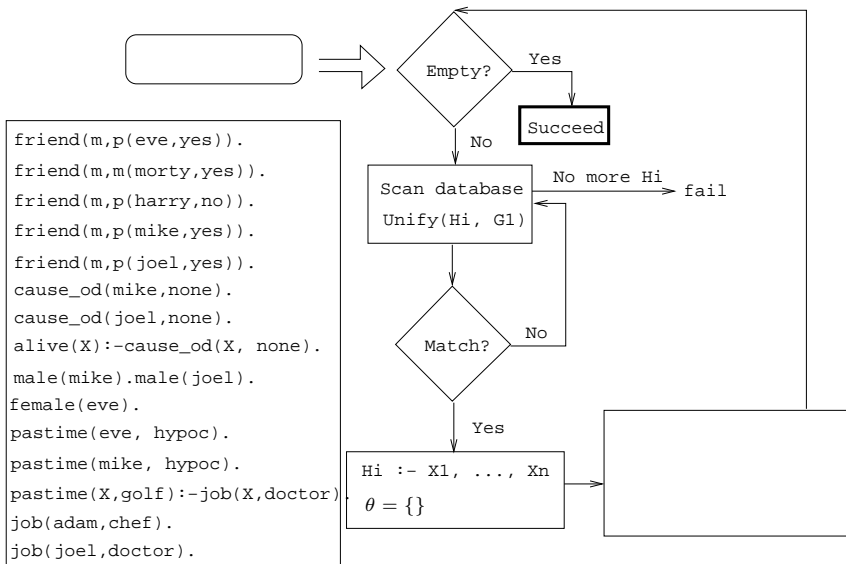 Empty?
Yes
Succeed
No
Scan database
Unify(Hi, G1)
No more Hi
fail
Match?
No
Yes
Hi :- X1, ..., Xn
θ = {}
friend(m,p(eve,yes)).
friend(m,m(morty,yes)).
friend(m,p(harry,no)).
friend(m,p(mike,yes)).
friend(m,p(joel,yes)).
cause_od(mike,none).
cause_od(joel,none).
alive(X):-cause_od(X, none).
male(mike).male(joel).
female(eve).
pastime(eve, hypoc).
pastime(mike, hypoc).
pastime(X,golf):-job(X,doctor).
job(adam,chef).
job(joel,doctor).